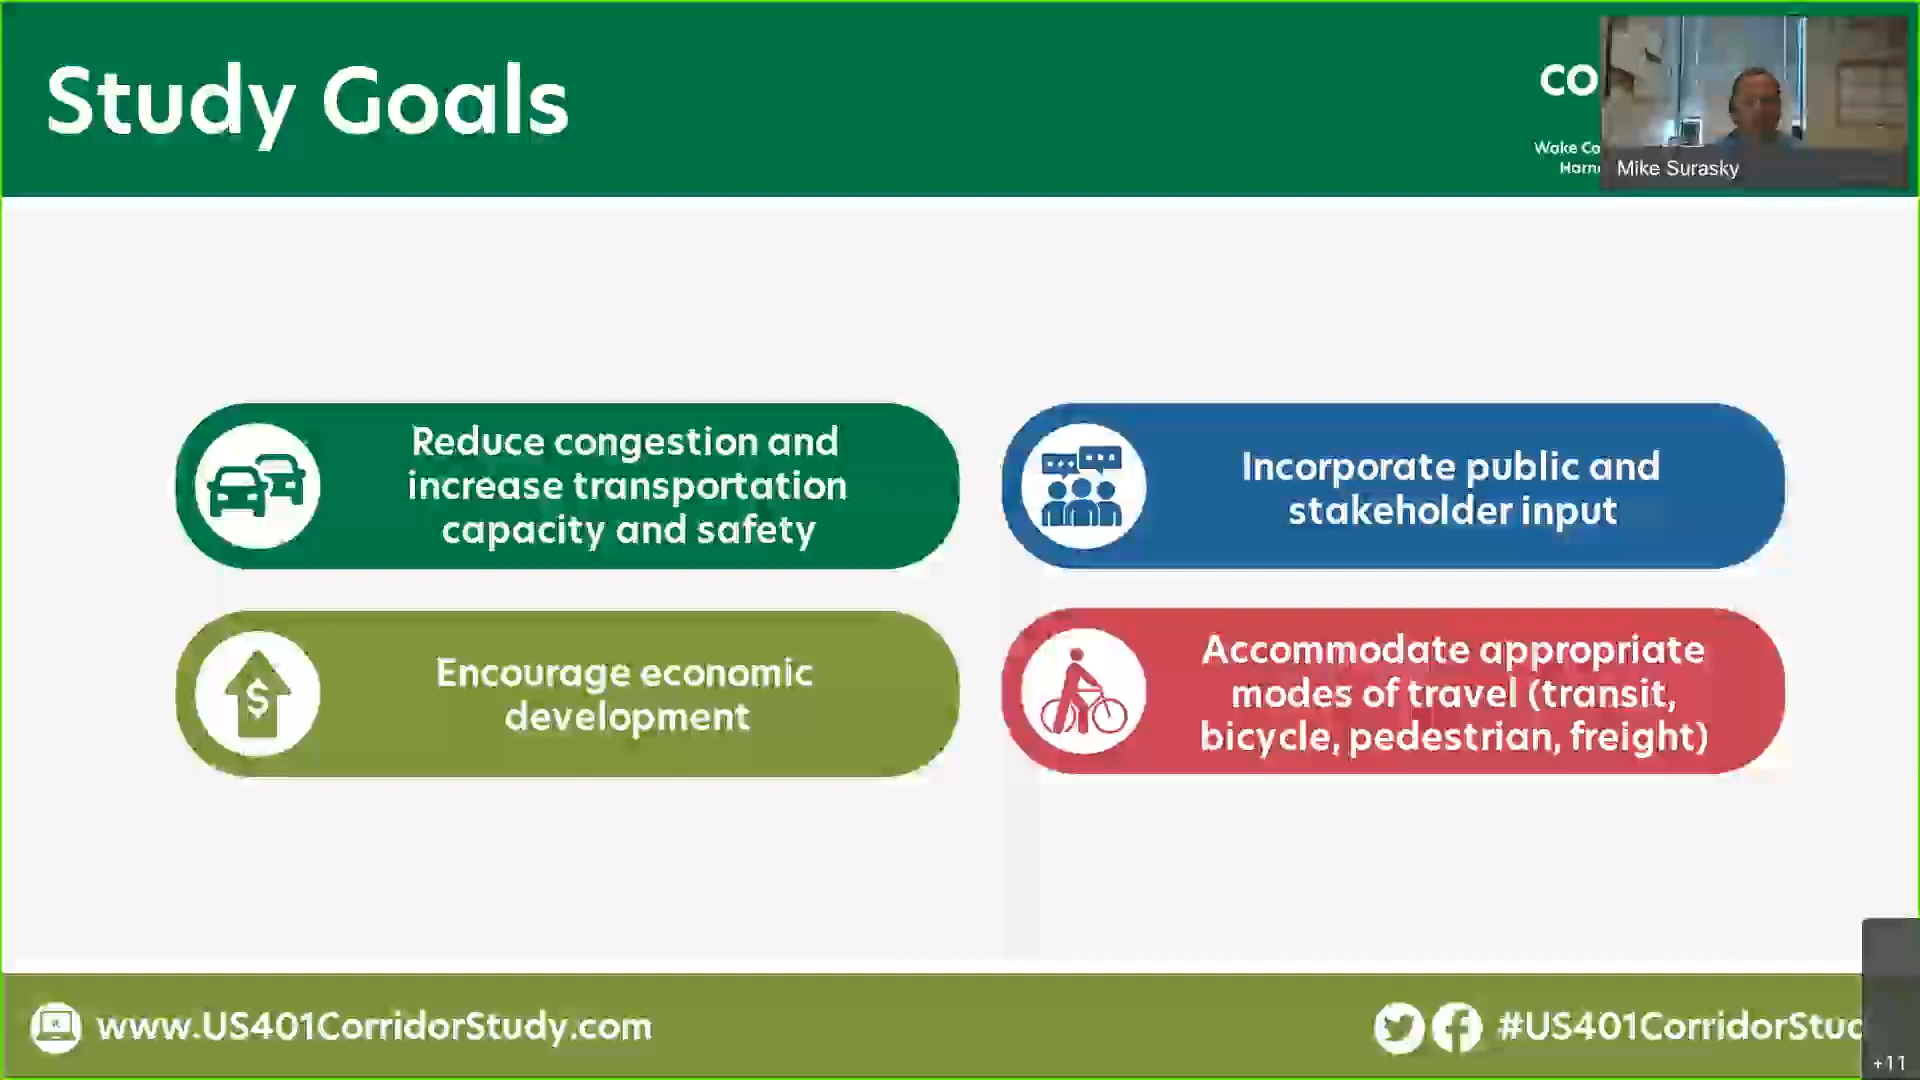 Study Goals
CO
Wake Co
Harn
Mike Surasky
Reduce congestion and
increase transportation
capacity and safety
Incorporate public and
stakeholder input
Encourage economic
development
$
Accommodate appropriate
modes of travel (transit,
bicycle, pedestrian, freight)
www.US401CorridorStudy.com
#US401CorridorStud
+11